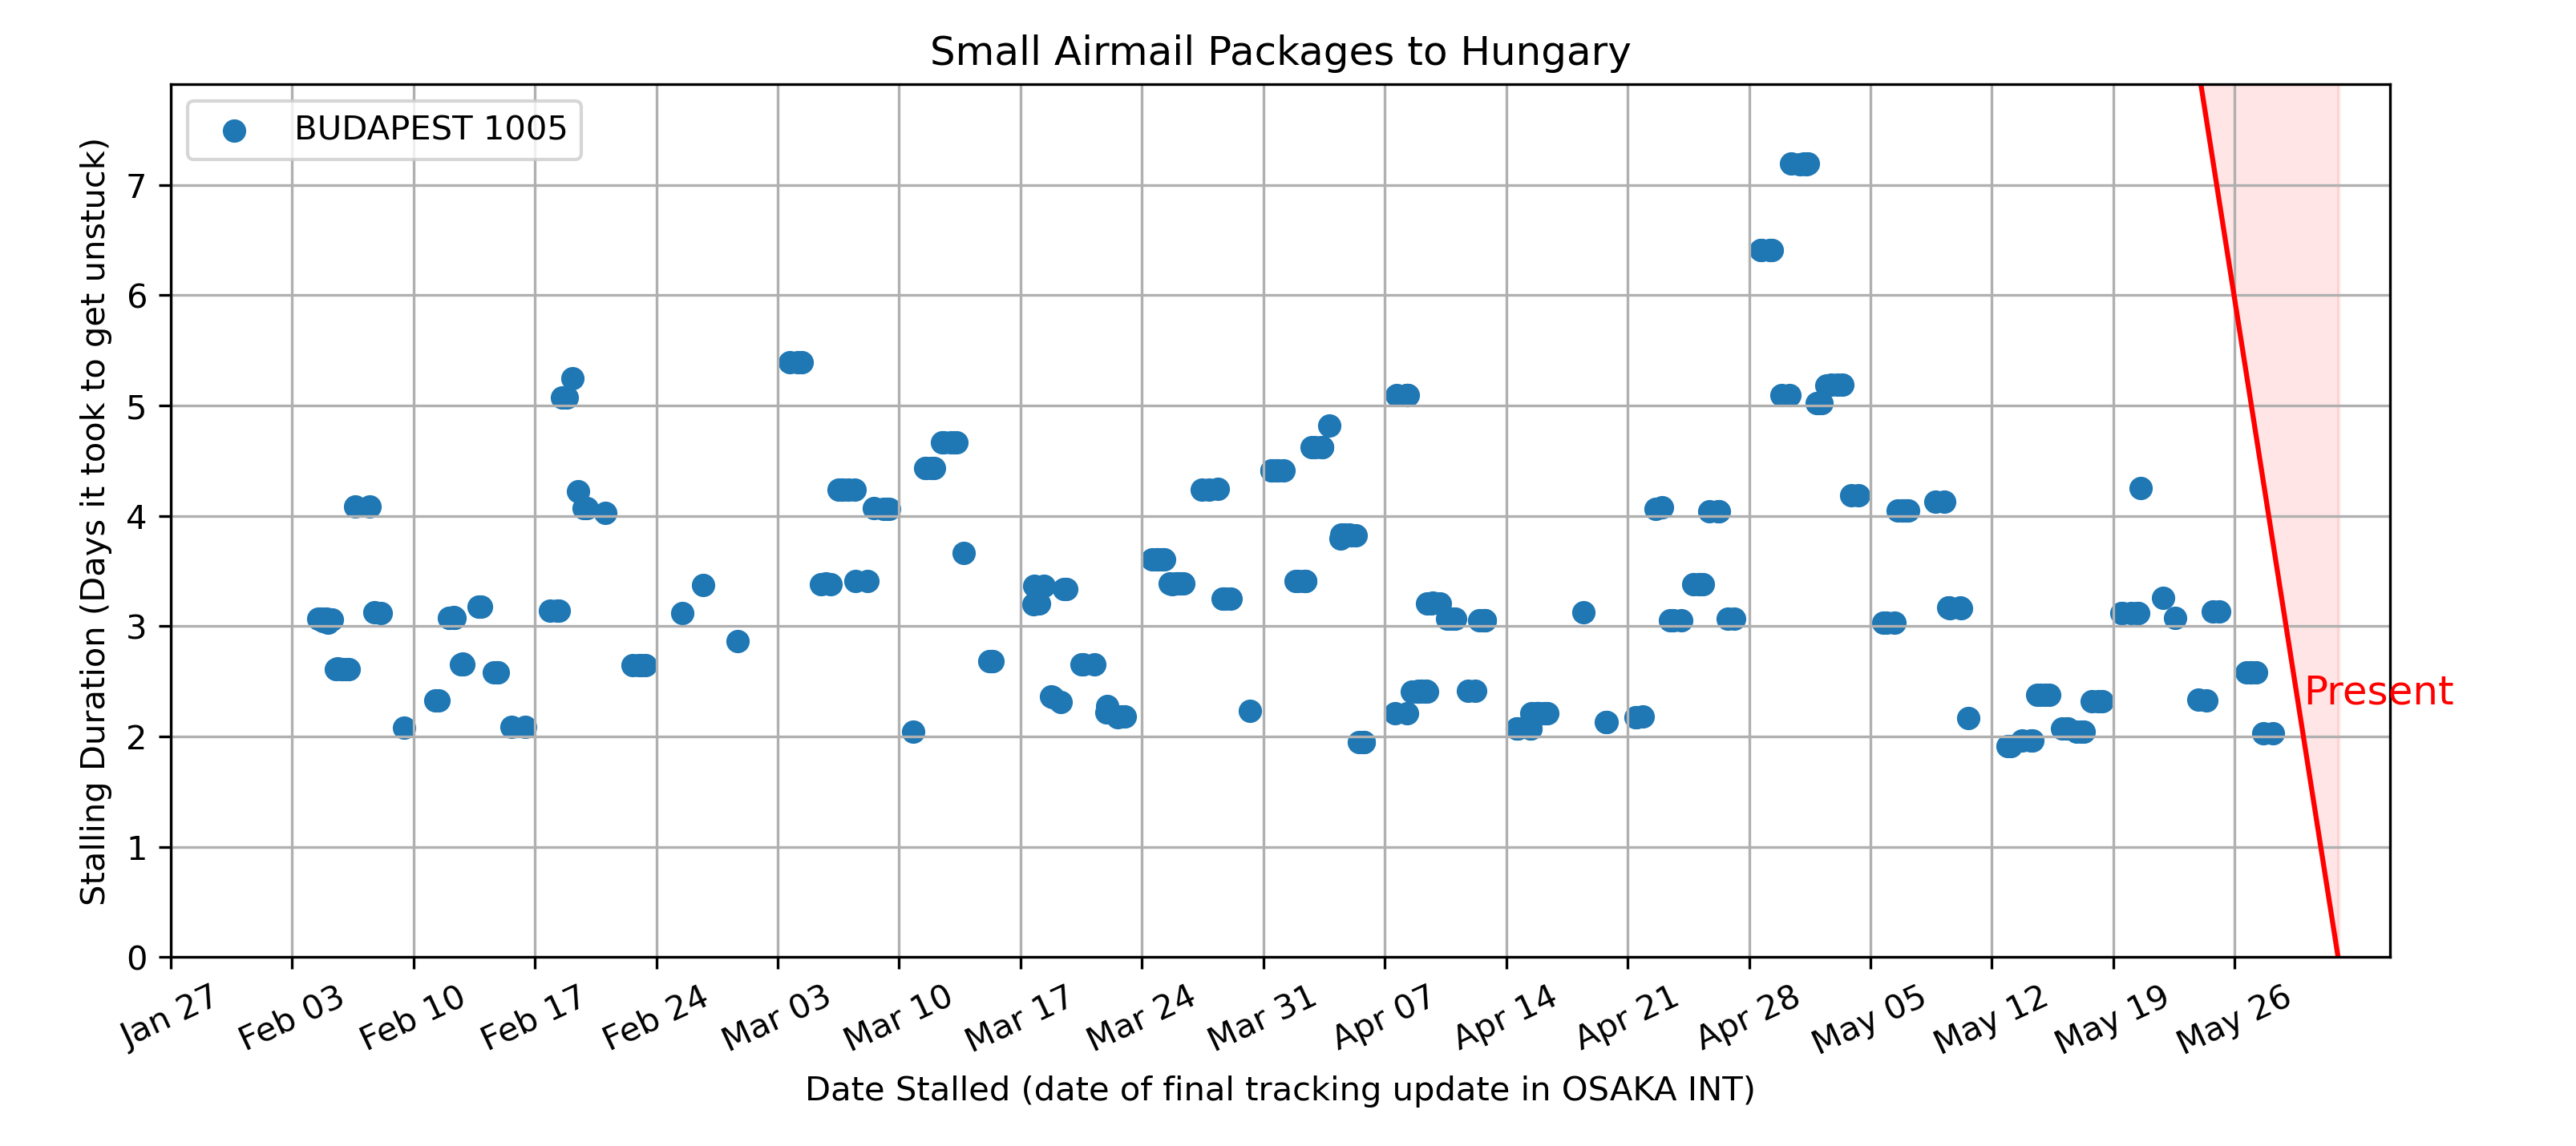 Small Airmail Packages to Hungary
BUDAPEST 1005
Stalling Duration (Days it took to get unstuck)
7
6
5
4
3
2
1
0
Present
Jan 27
Feb 03
Feb 10
Feb 17
Feb 24
Mar 03
Mar 10
Mar 17
Mar 24
Mar 31
Apr 07
Apr 14
Apr 21
Apr 28
May 05
May 12
May 19
May 26
Date Stalled (date of final tracking update in OSAKA INT)